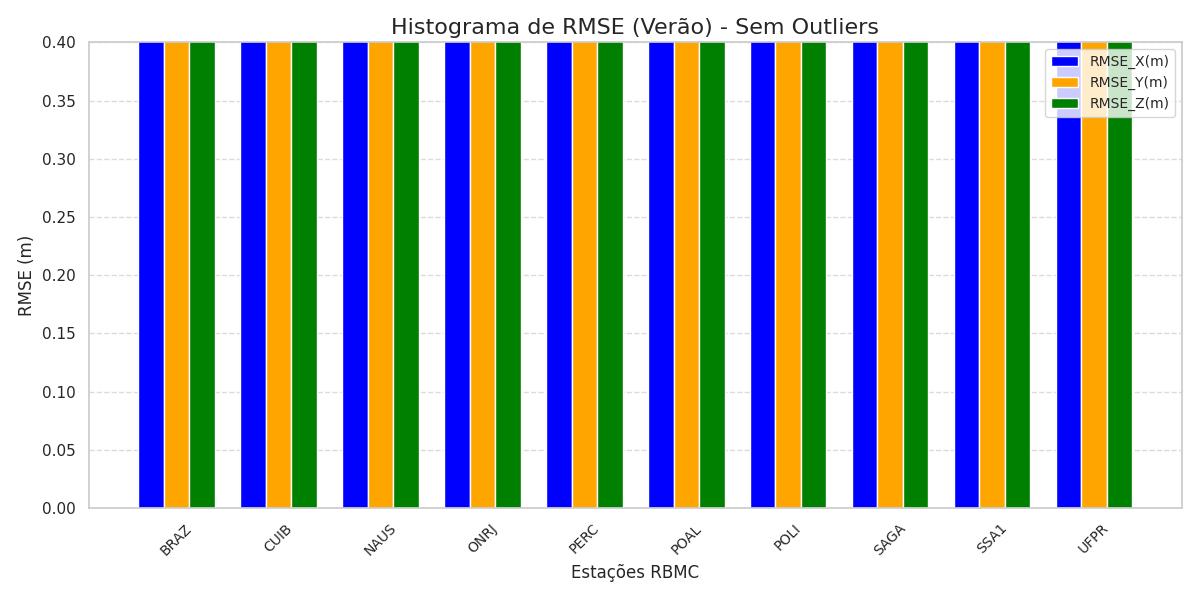 Histograma de RMSE (Verão) - Sem Outliers
RMSE (m)
0.40
0.35
0.30
0.25
0.20
0.15
0.10
0.05
0.00
RMSE_X(m)
RMSE_Y(m)
RMSE_Z(m)
BRAZ
CUIB
NAUS
ONRJ
PERC
POAL
POLI
SAGA
SSA1
UFPR
Estações RBMC